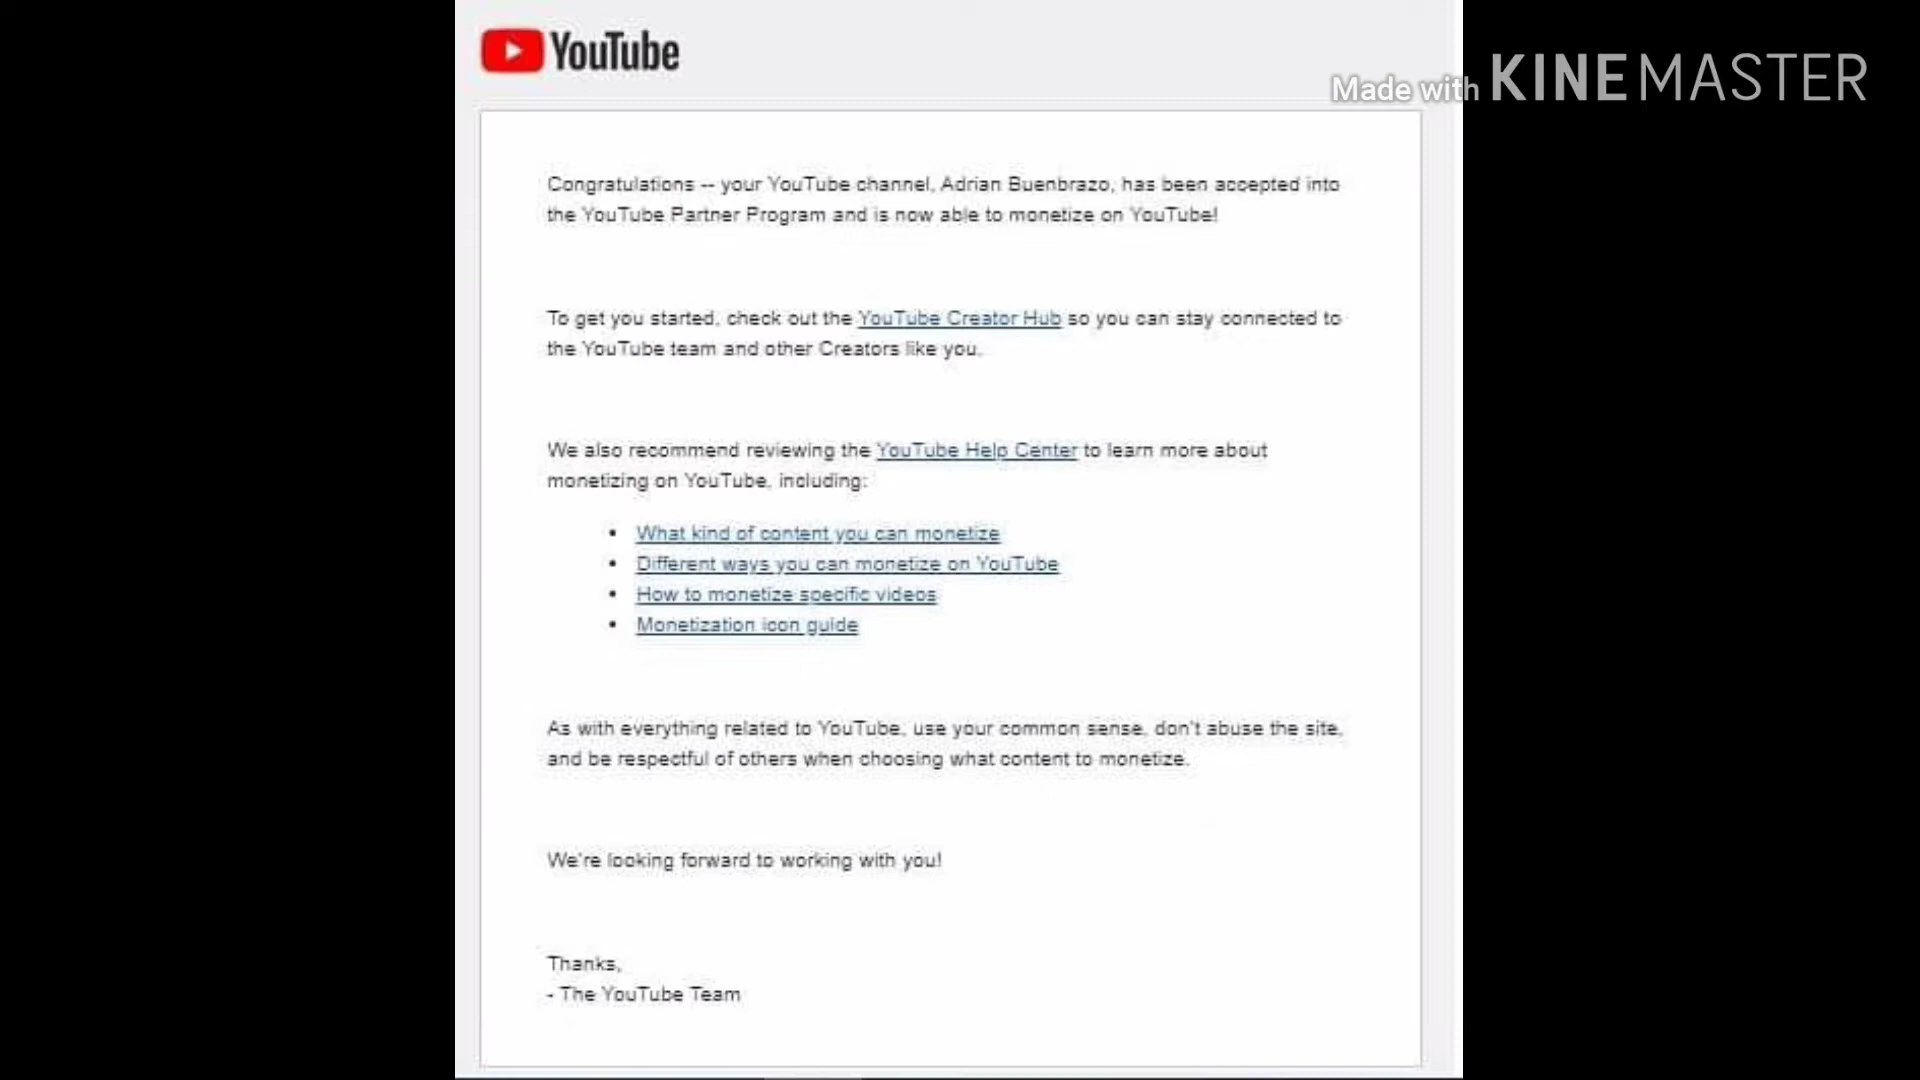 YouTube
Made with KINEMASTER
Congratulations -- your YouTube channel, Adrian Buenbrazo, has been accepted into
the YouTube Partner Program and is now able to monetize on YouTube!
To get you started, check out the YouTube Creator Hub so you can stay connected to
the YouTube team and other Creators like you.
We also recommend reviewing the YouTube Help Center to learn more about
monetizing on YouTube, including:
• What kind of content you can monetize
• Different ways you can monetize on YouTube
• How to monetize specific videos
• Monetization icon guide
As with everything related to YouTube, use your common sense, don't abuse the site,
and be respectful of others when choosing what content to monetize.
We're looking forward to working with you!
Thanks,
- The YouTube Team